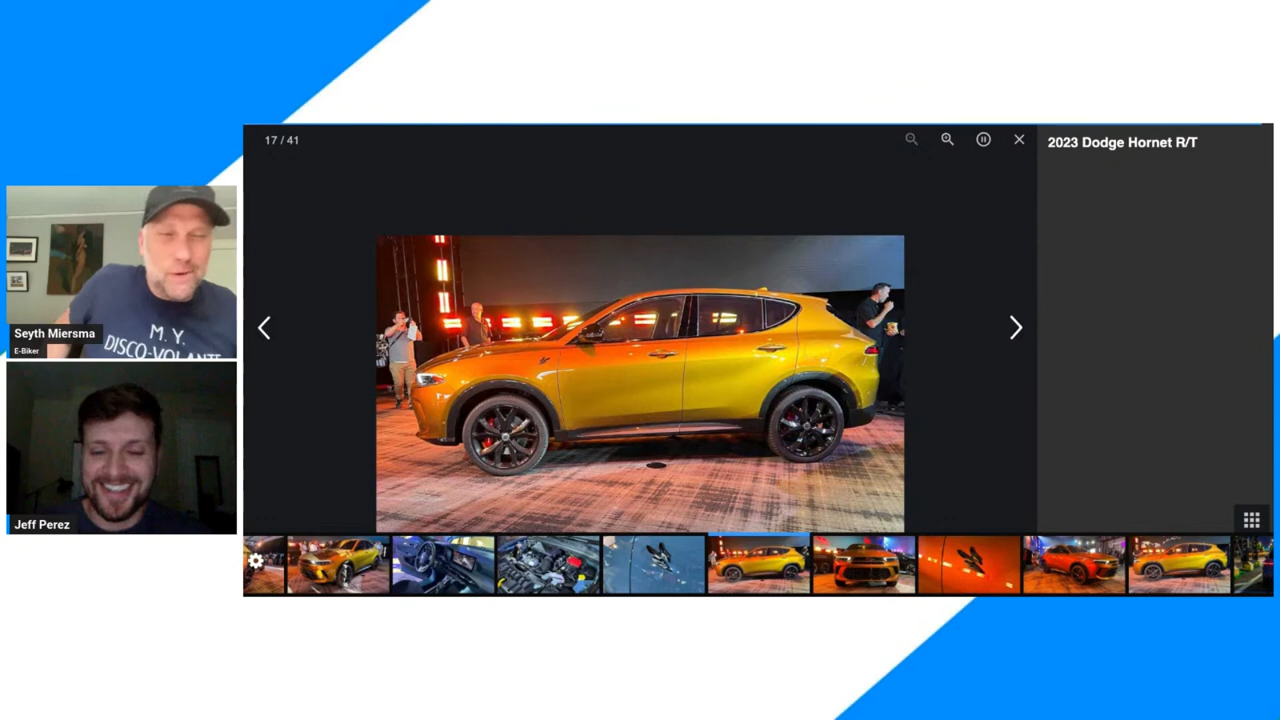 17 / 41
2023 Dodge Hornet R/T
Seyth Miersma
E-Biker
M. Y.
DISCO-VOLANTE
Jeff Perez